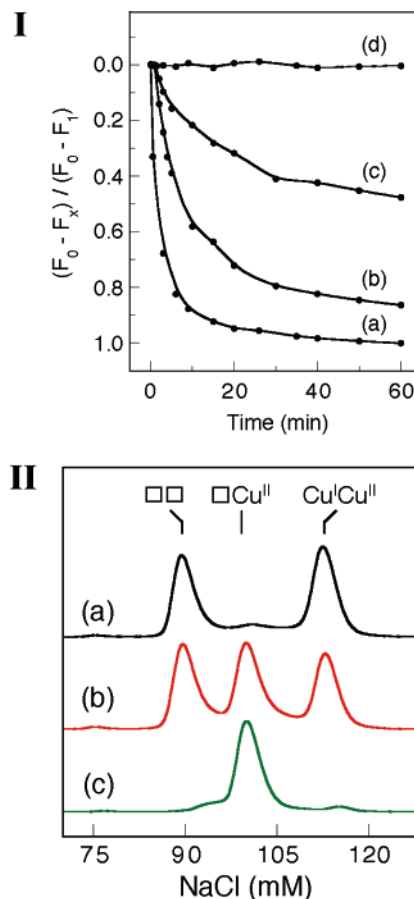 I
(d)
0.0
0.2
(c)
0.4
0.6
(b)
0.8
(a)
1.0
(F₀ - Fₓ) / (F₀ - F₁)
0 20 40 60
Time (min)
II
□□ □Cuᴵᴵ CuᴵCuᴵᴵ
(a)
(b)
(c)
75 90 105 120
NaCl (mM)